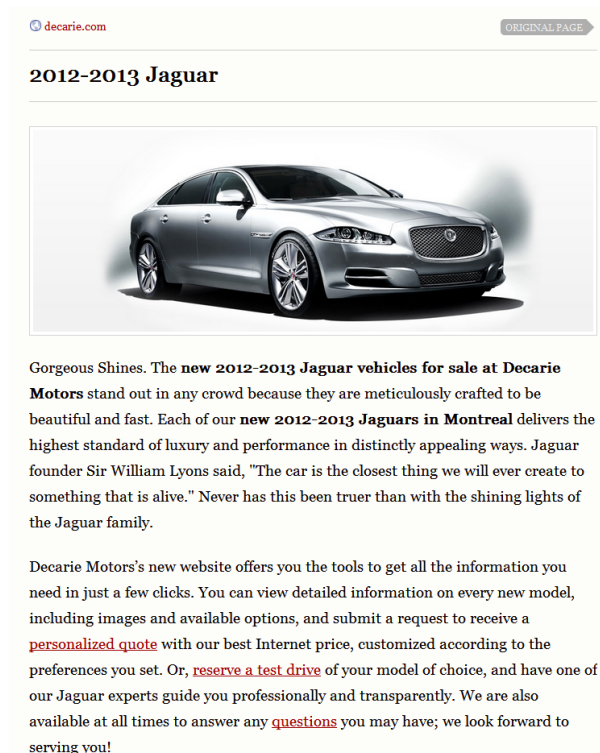 decarie.com
ORIGINAL PAGE
2012-2013 Jaguar
Gorgeous Shines. The new 2012-2013 Jaguar vehicles for sale at Decarie
Motors stand out in any crowd because they are meticulously crafted to be
beautiful and fast. Each of our new 2012-2013 Jaguars in Montreal delivers the
highest standard of luxury and performance in distinctly appealing ways. Jaguar
founder Sir William Lyons said, "The car is the closest thing we will ever create to
something that is alive." Never has this been truer than with the shining lights of
the Jaguar family.
Decarie Motors's new website offers you the tools to get all the information you
need in just a few clicks. You can view detailed information on every new model,
including images and available options, and submit a request to receive a
personalized quote with our best Internet price, customized according to the
preferences you set. Or, reserve a test drive of your model of choice, and have one of
our Jaguar experts guide you professionally and transparently. We are also
available at all times to answer any questions you may have; we look forward to
serving you!